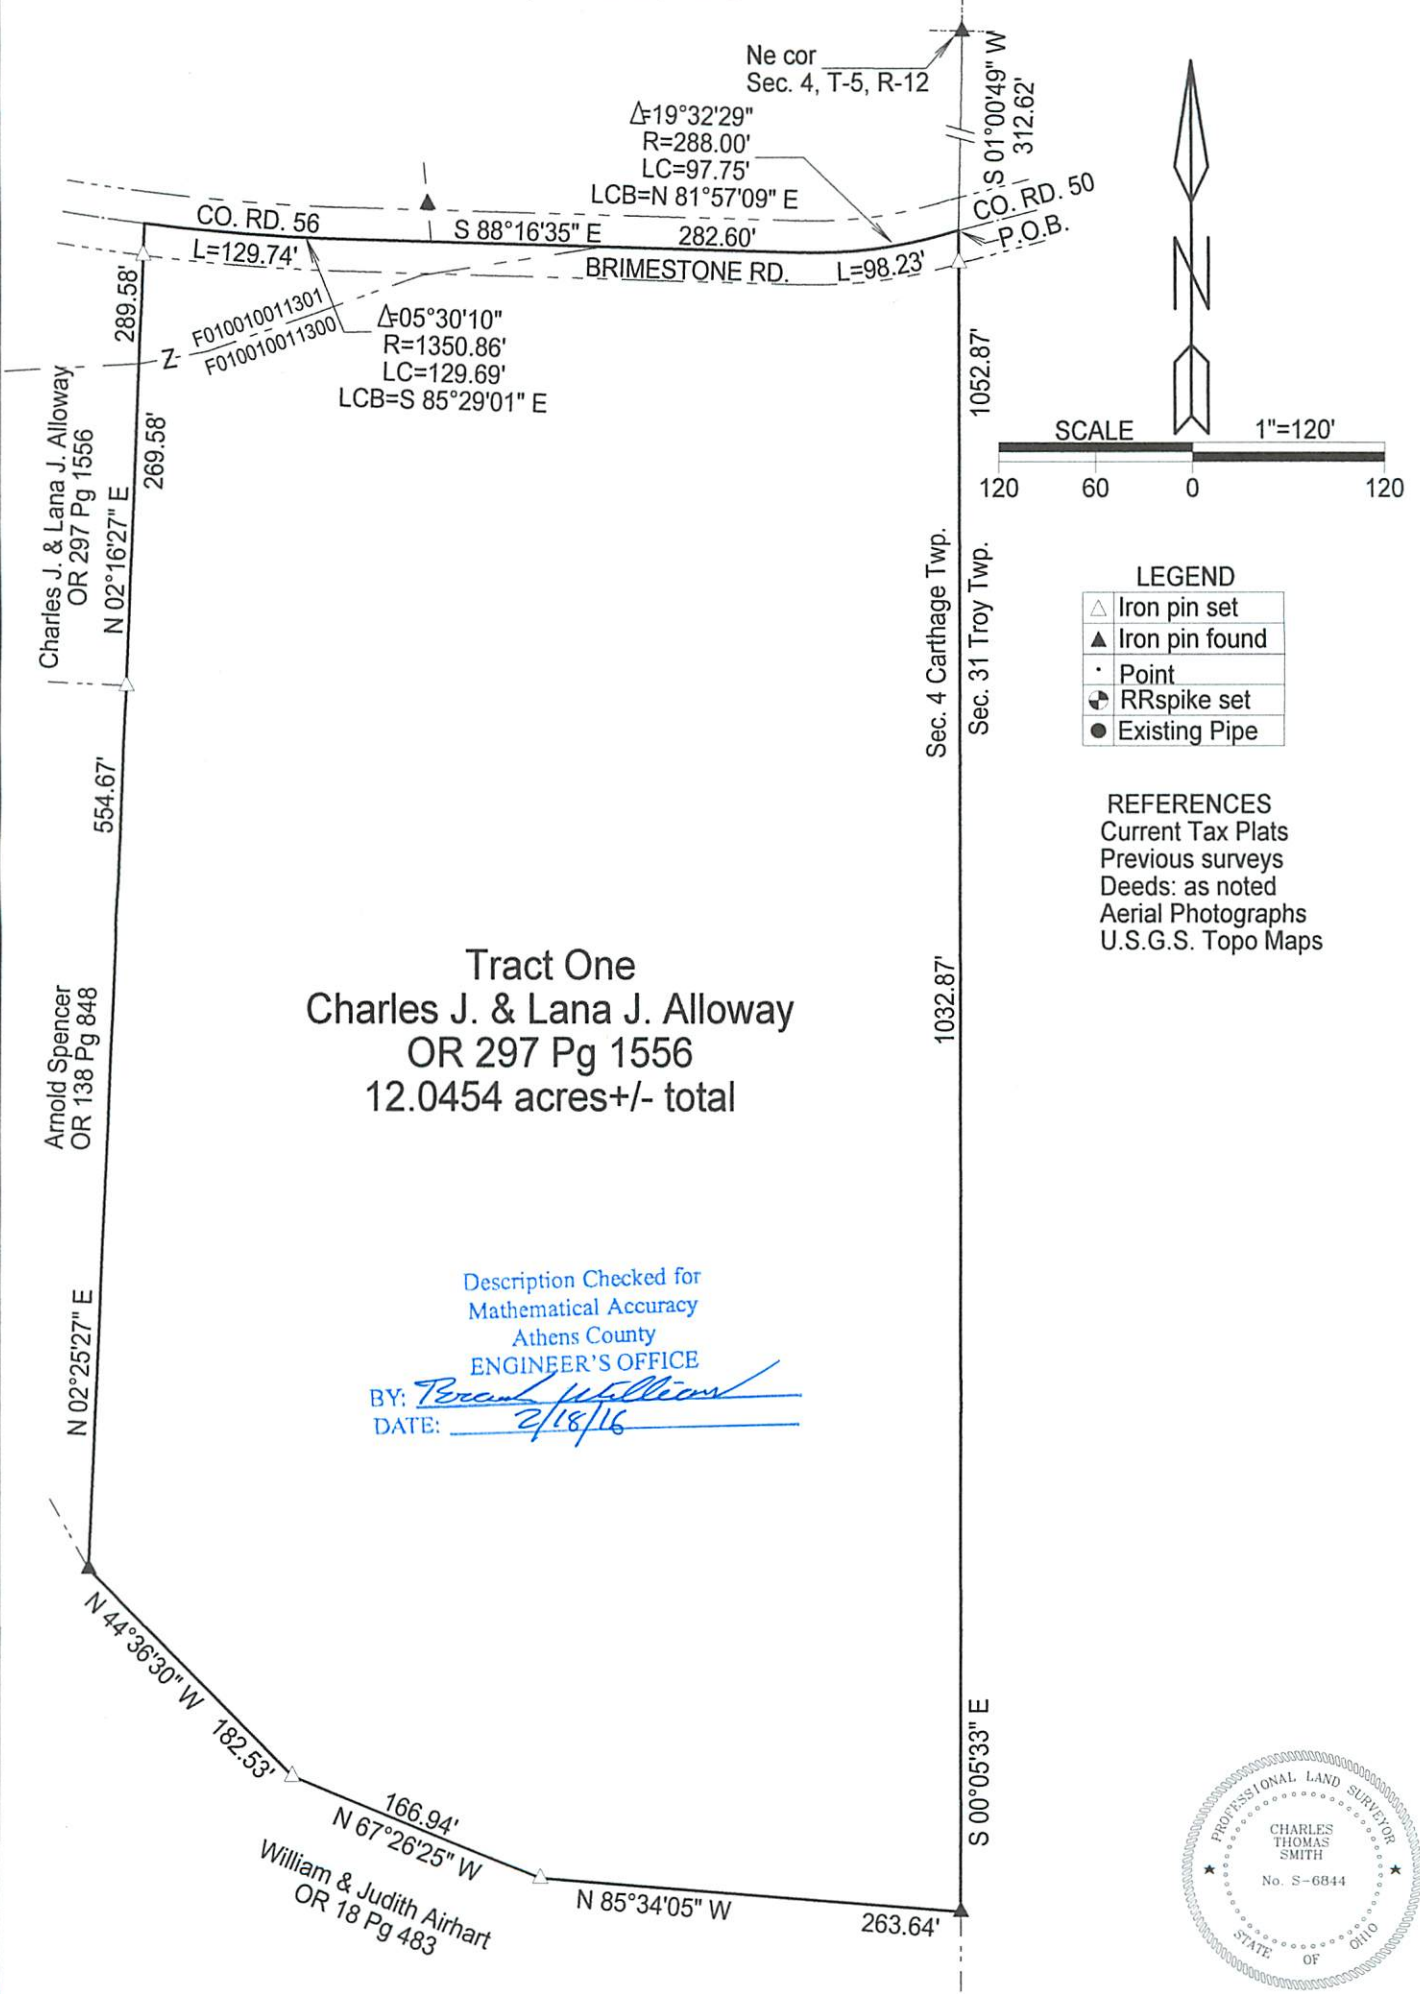 Ne cor
Sec. 4, T-5, R-12
S 01°00'49" W
312.62'
Δ=19°32'29"
R=288.00'
LC=97.75'
LCB=N 81°57'09" E
CO. RD. 50
P.O.B.
CO. RD. 56
S 88°16'35" E
282.60'
L=129.74'
BRIMESTONE RD.
L=98.23'
289.58'
F010010011301
F010010011300
Z
Δ=05°30'10"
R=1350.86'
LC=129.69'
LCB=S 85°29'01" E
1052.87'
SCALE
1"=120'
120
60
0
120
Charles J. & Lana J. Alloway
OR 297 Pg 1556
N 02°16'27" E
269.58'
Sec. 4 Carthage Twp.
Sec. 31 Troy Twp.
LEGEND
Iron pin set
Iron pin found
Point
RRspike set
Existing Pipe
REFERENCES
Current Tax Plats
Previous surveys
Deeds: as noted
Aerial Photographs
U.S.G.S. Topo Maps
554.67'
Arnold Spencer
OR 138 Pg 848
N 02°25'27" E
Tract One
Charles J. & Lana J. Alloway
OR 297 Pg 1556
12.0454 acres+/- total
1032.87'
Description Checked for
Mathematical Accuracy
Athens County
ENGINEER'S OFFICE
BY:
DATE: 2/18/16
N 44°36'30" W
182.53'
166.94'
N 67°26'25" W
William & Judith Airhart
OR 18 Pg 483
N 85°34'05" W
263.64'
S 00°05'33" E
PROFESSIONAL LAND SURVEYOR
CHARLES
THOMAS
SMITH
No. S-6844
STATE OF OHIO